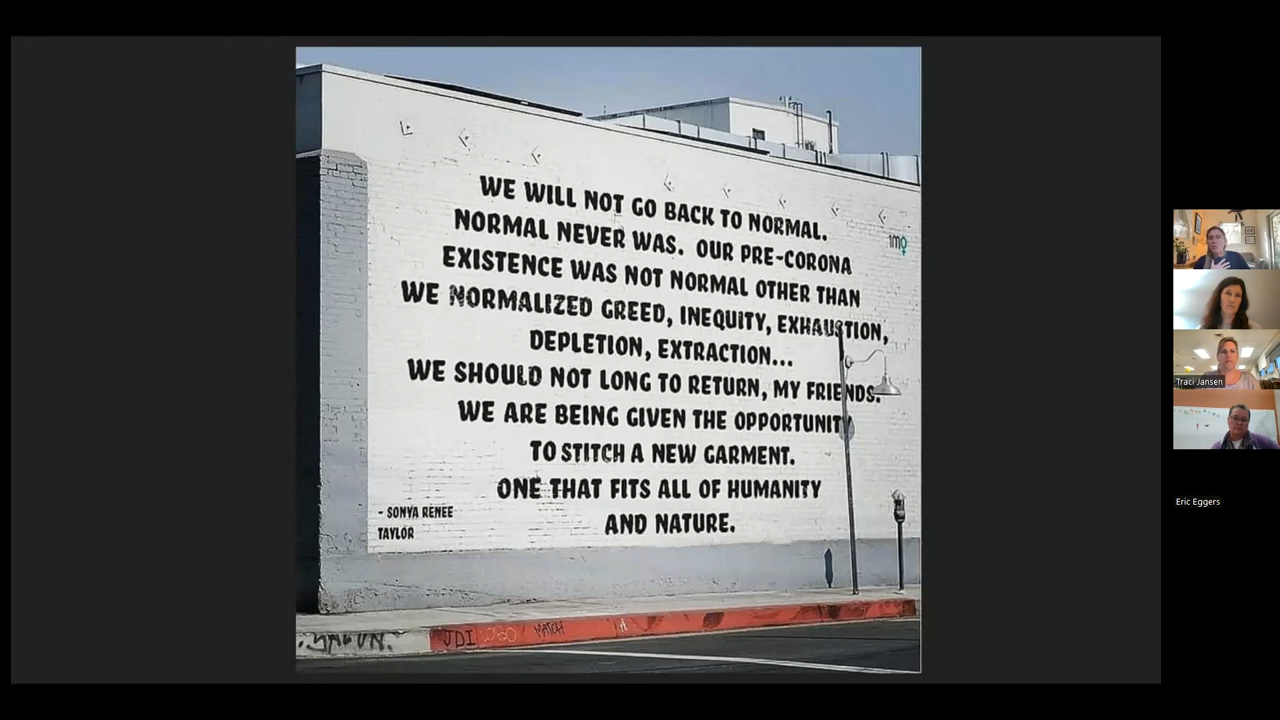 WE WILL NOT GO BACK TO NORMAL.
NORMAL NEVER WAS. OUR PRE-CORONA
EXISTENCE WAS NOT NORMAL OTHER THAN
WE NORMALIZED GREED, INEQUITY, EXHAUSTION,
DEPLETION, EXTRACTION...
WE SHOULD NOT LONG TO RETURN, MY FRIENDS.
WE ARE BEING GIVEN THE OPPORTUNITY
TO STITCH A NEW GARMENT.
ONE THAT FITS ALL OF HUMANITY
AND NATURE.
- SONYA RENEE
TAYLOR
1M
JDI
MATCH
Traci Jansen
Eric Eggers